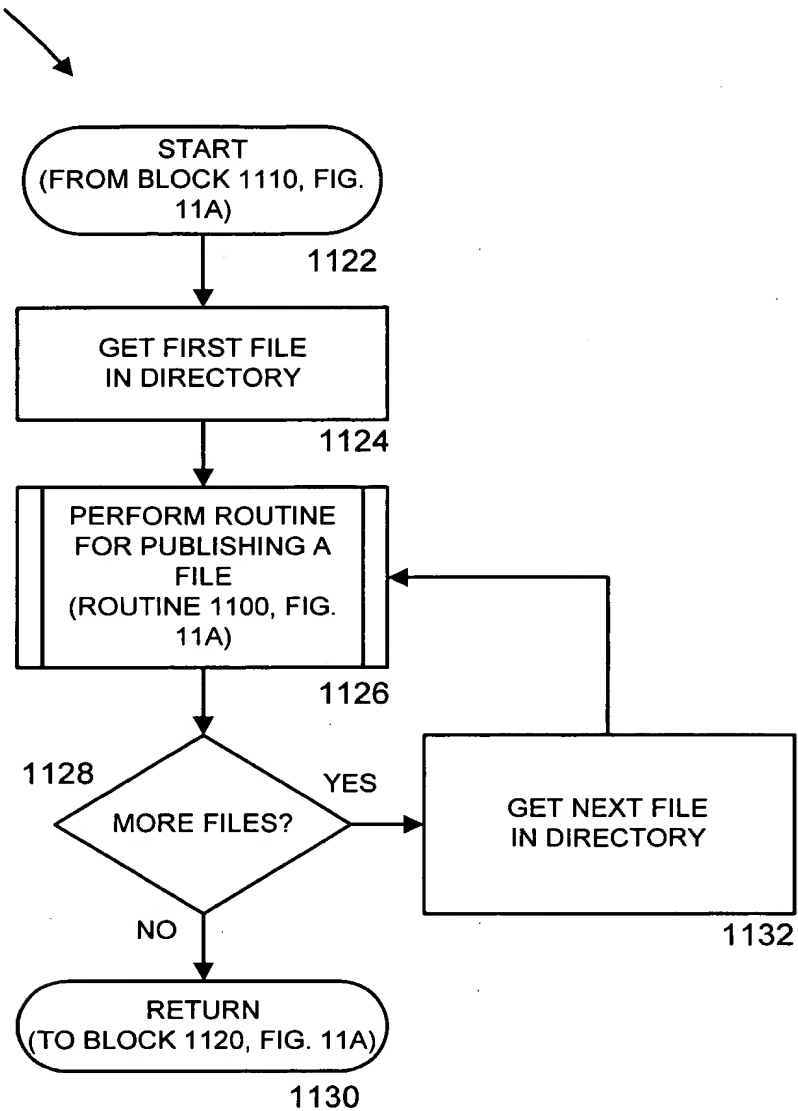 START
(FROM BLOCK 1110, FIG.
11A)
1122
GET FIRST FILE
IN DIRECTORY
1124
PERFORM ROUTINE
FOR PUBLISHING A
FILE
(ROUTINE 1100, FIG.
11A)
1126
1128
MORE FILES?
YES
GET NEXT FILE
IN DIRECTORY
1132
NO
RETURN
(TO BLOCK 1120, FIG. 11A)
1130